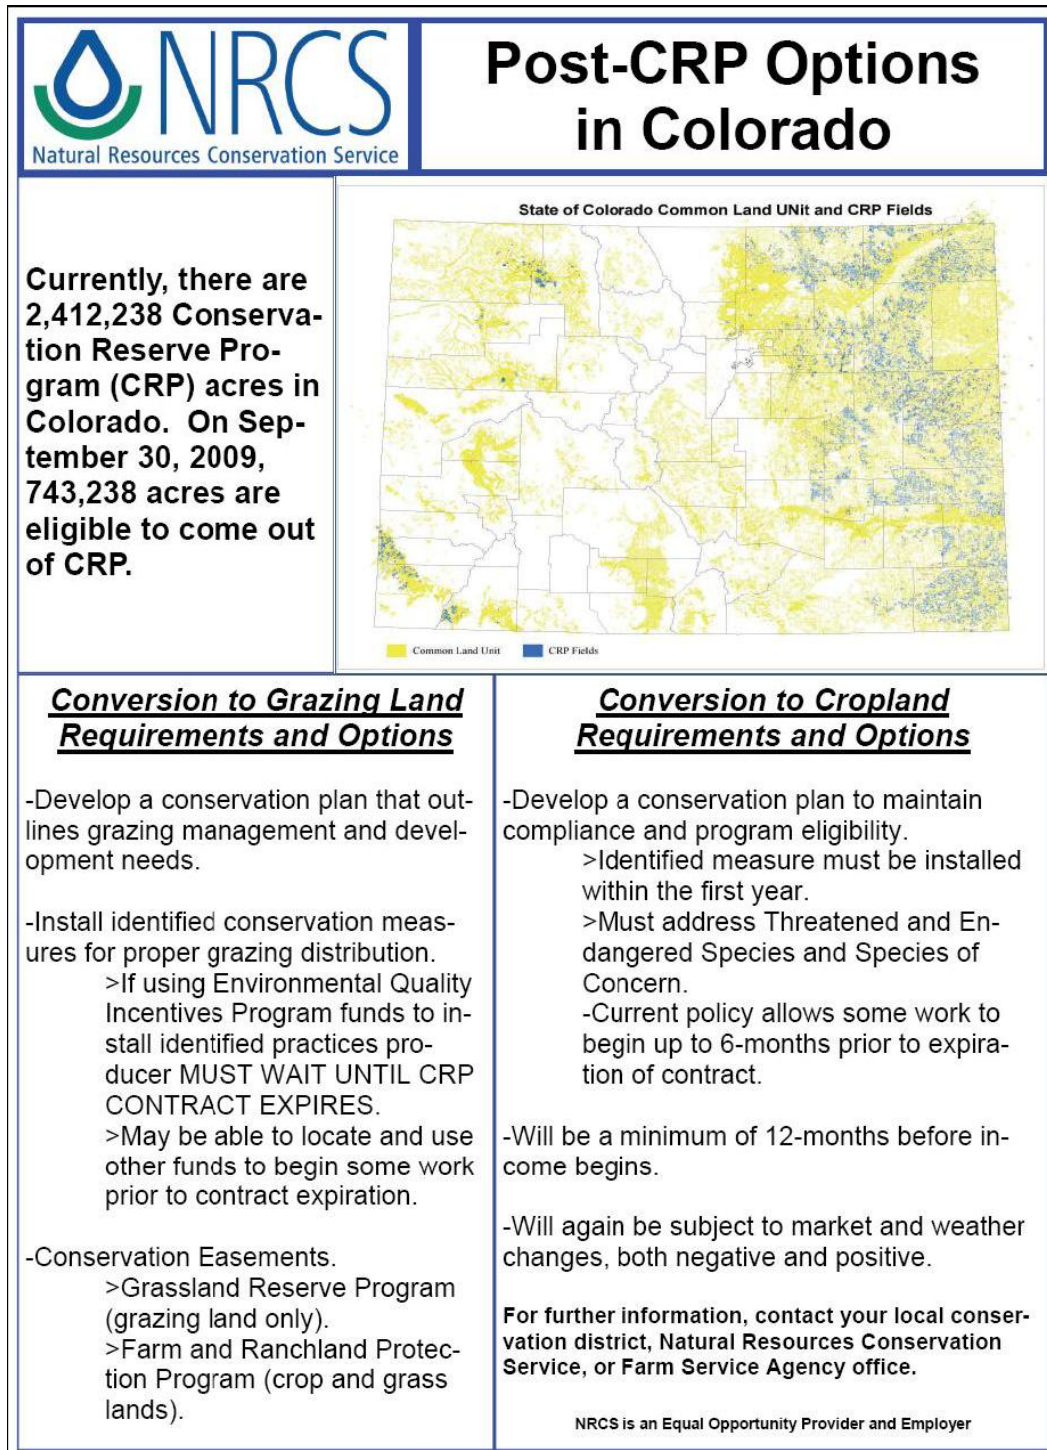 NRCS
Natural Resources Conservation Service
Post-CRP Options
in Colorado
Currently, there are
2,412,238 Conserva-
tion Reserve Pro-
gram (CRP) acres in
Colorado.  On Sep-
tember 30, 2009,
743,238 acres are
eligible to come out
of CRP.
State of Colorado Common Land UNit and CRP Fields
Common Land Unit
CRP Fields
Conversion to Grazing Land
Requirements and Options
-Develop a conservation plan that out-
lines grazing management and devel-
opment needs.
-Install identified conservation meas-
ures for proper grazing distribution.
>If using Environmental Quality
Incentives Program funds to in-
stall identified practices pro-
ducer MUST WAIT UNTIL CRP
CONTRACT EXPIRES.
>May be able to locate and use
other funds to begin some work
prior to contract expiration.
-Conservation Easements.
>Grassland Reserve Program
(grazing land only).
>Farm and Ranchland Protec-
tion Program (crop and grass
lands).
Conversion to Cropland
Requirements and Options
-Develop a conservation plan to maintain
compliance and program eligibility.
>Identified measure must be installed
within the first year.
>Must address Threatened and En-
dangered Species and Species of
Concern.
-Current policy allows some work to
begin up to 6-months prior to expira-
tion of contract.
-Will be a minimum of 12-months before in-
come begins.
-Will again be subject to market and weather
changes, both negative and positive.
For further information, contact your local conser-
vation district, Natural Resources Conservation
Service, or Farm Service Agency office.
NRCS is an Equal Opportunity Provider and Employer